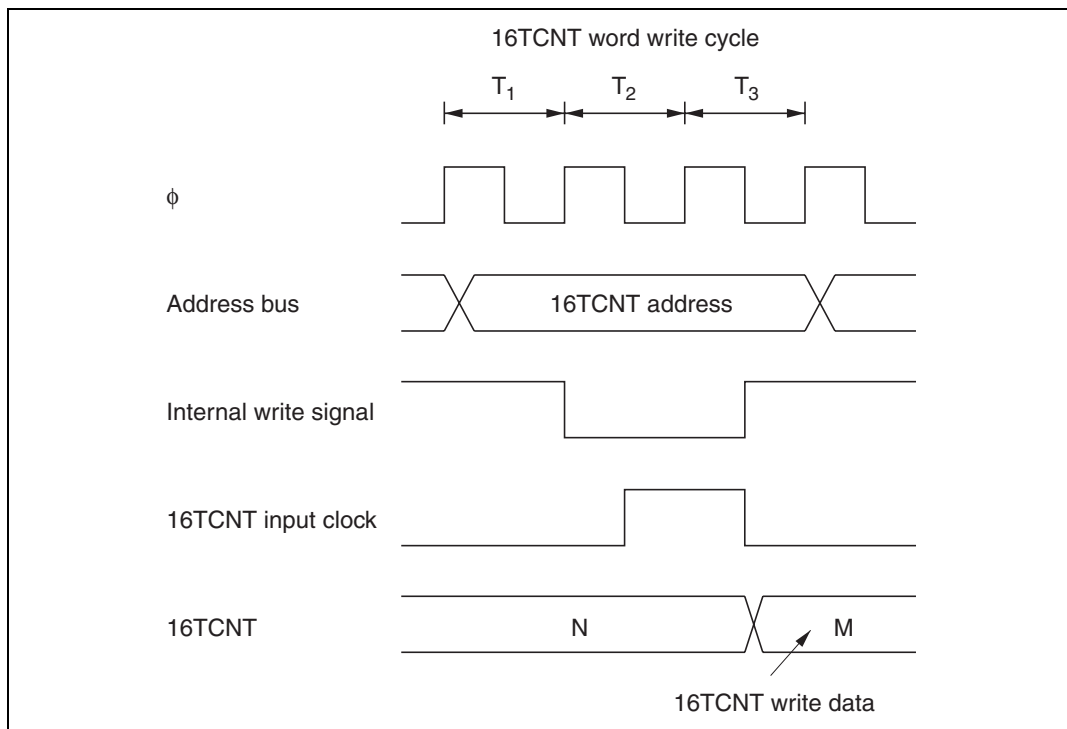 16TCNT word write cycle
T₁ T₂ T₃
ϕ
Address bus 16TCNT address
Internal write signal
16TCNT input clock
16TCNT N M
16TCNT write data